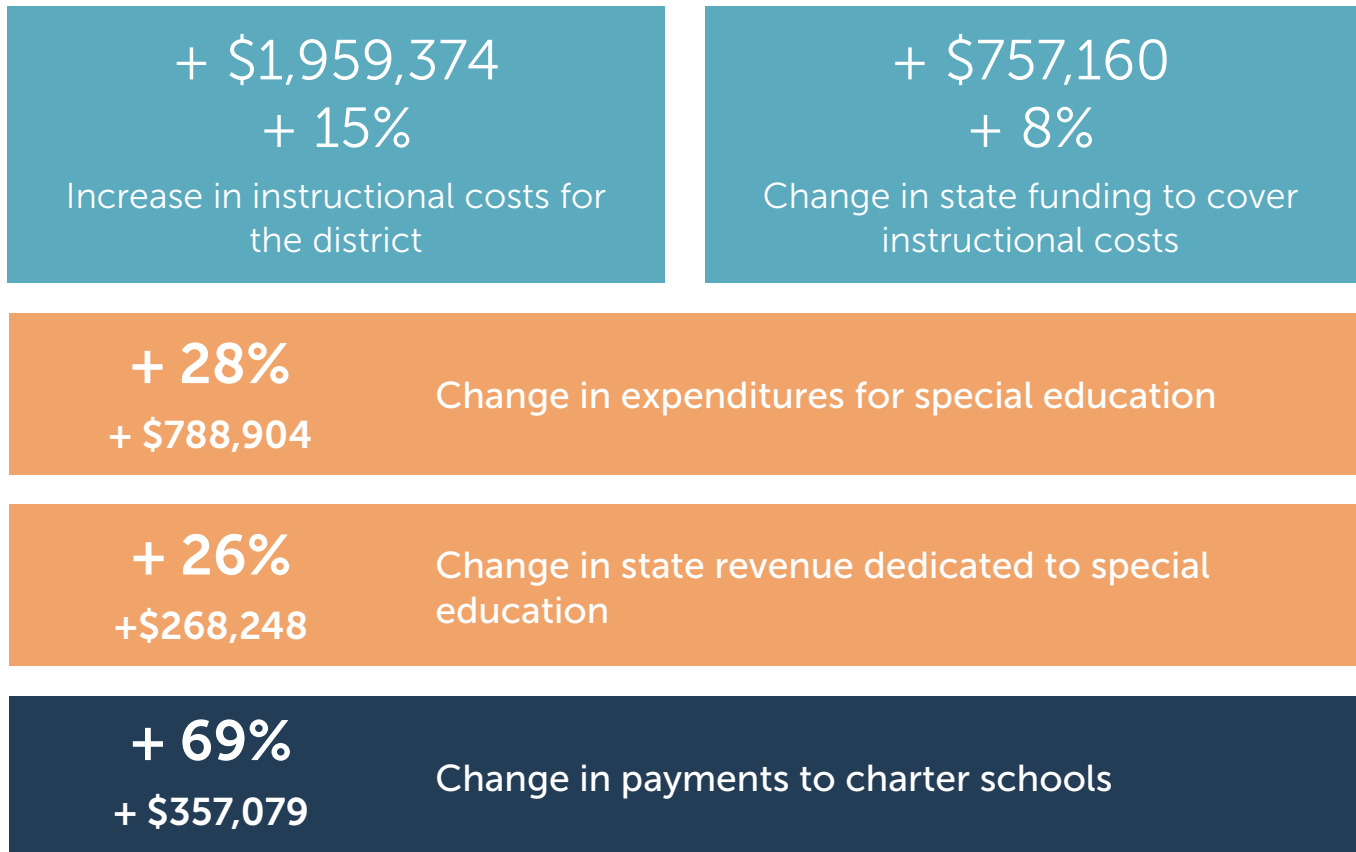 + $1,959,374
+ 15%
Increase in instructional costs for
the district
+ $757,160
+ 8%
Change in state funding to cover
instructional costs
+ 28%
+ $788,904
Change in expenditures for special education
+ 26%
+$268,248
Change in state revenue dedicated to special
education
+ 69%
+ $357,079
Change in payments to charter schools